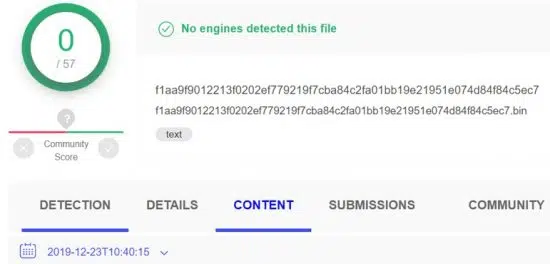 0
/ 57
No engines detected this file
?
Community
Score
f1aa9f9012213f0202ef779219f7cba84c2fa01bb19e21951e074d84f84c5ec7
f1aa9f9012213f0202ef779219f7cba84c2fa01bb19e21951e074d84f84c5ec7.bin
text
DETECTION DETAILS CONTENT SUBMISSIONS COMMUNITY
2019-12-23T10:40:15